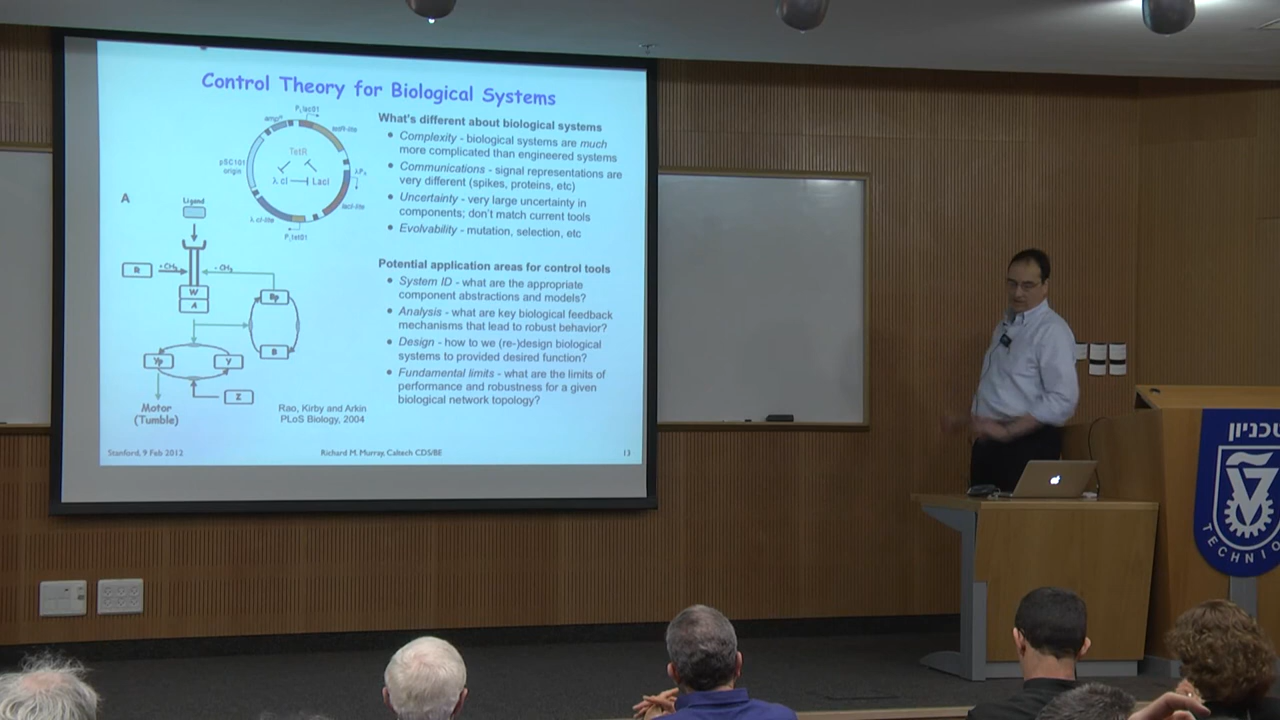 Control Theory for Biological Systems
What's different about biological systems
• Complexity - biological systems are much
more complicated than engineered systems
• Communications - signal representations are
very different (spikes, proteins, etc)
• Uncertainty - very large uncertainty in
components; don't match current tools
• Evolvability - mutation, selection, etc
Potential application areas for control tools
• System ID - what are the appropriate
component abstractions and models?
• Analysis - what are key biological feedback
mechanisms that lead to robust behavior?
• Design - how to we (re-)design biological
systems to provided desired function?
• Fundamental limits - what are the limits of
performance and robustness for a given
biological network topology?
pSC101
origin
TetR
λ cI
LacI
A
Ligand
R
+CH₃
- CH₃
W
A
Bp
B
Yp
Y
Z
Motor
(Tumble)
Rao, Kirby and Arkin
PLoS Biology, 2004
Stanford, 9 Feb 2012
Richard M. Murray, Caltech CDS/BE
13
טכניון
TECHNIO